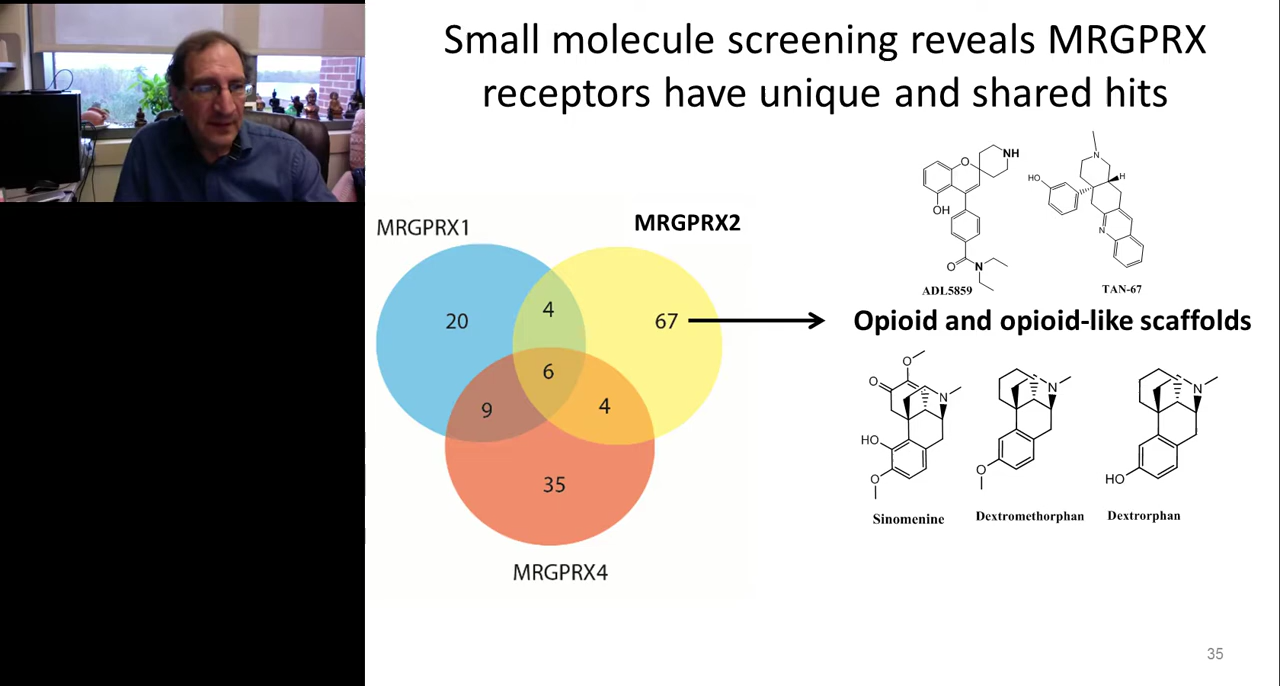 Small molecule screening reveals MRGPRX
receptors have unique and shared hits
MRGPRX1
MRGPRX2
20
4
67
6
9
4
35
MRGPRX4
O
NH
OH
O
N
ADL5859
N
H
HO
N
TAN-67
Opioid and opioid-like scaffolds
O
O
N
HO
O
Sinomenine
N
O
Dextromethorphan
N
HO
Dextrorphan
35